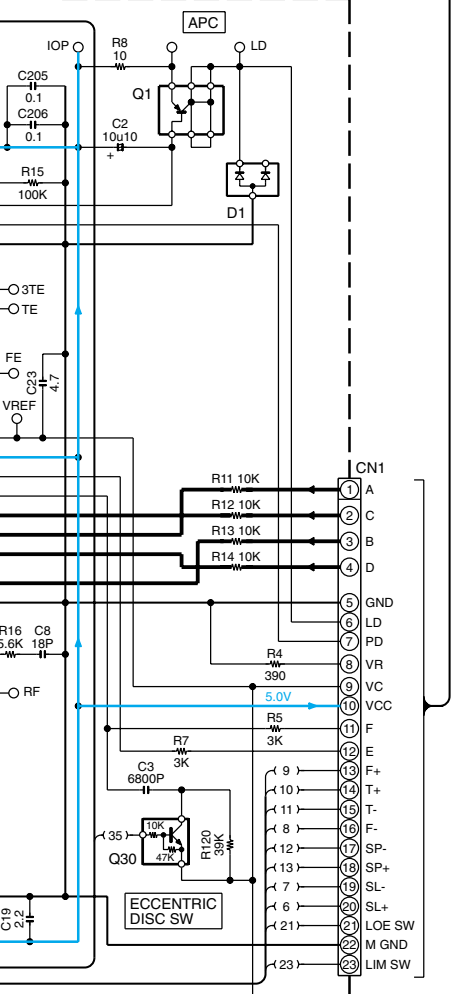 APC
IOP
R8
10
LD
C205
0.1
Q1
C206
0.1
C2
10u10
+
R15
100K
D1
3TE
TE
FE
C23
4.7
VREF
CN1
R11 10K
1 A
R12 10K
2 C
R13 10K
3 B
R14 10K
4 D
5 GND
6 LD
7 PD
R16
5.6K
C8
18P
R4
390
8 VR
9 VC
RF
5.0V
10 VCC
R5
3K
11 F
R7
3K
12 E
C3
6800P
9 13 F+
10 14 T+
11 15 T-
8 16 F-
35
10K
47K
Q30
R120
39K
12 17 SP-
13 18 SP+
7 19 SL-
6 20 SL+
ECCENTRIC
DISC SW
C19
2.2
21 21 LOE SW
22 M GND
23 23 LIM SW